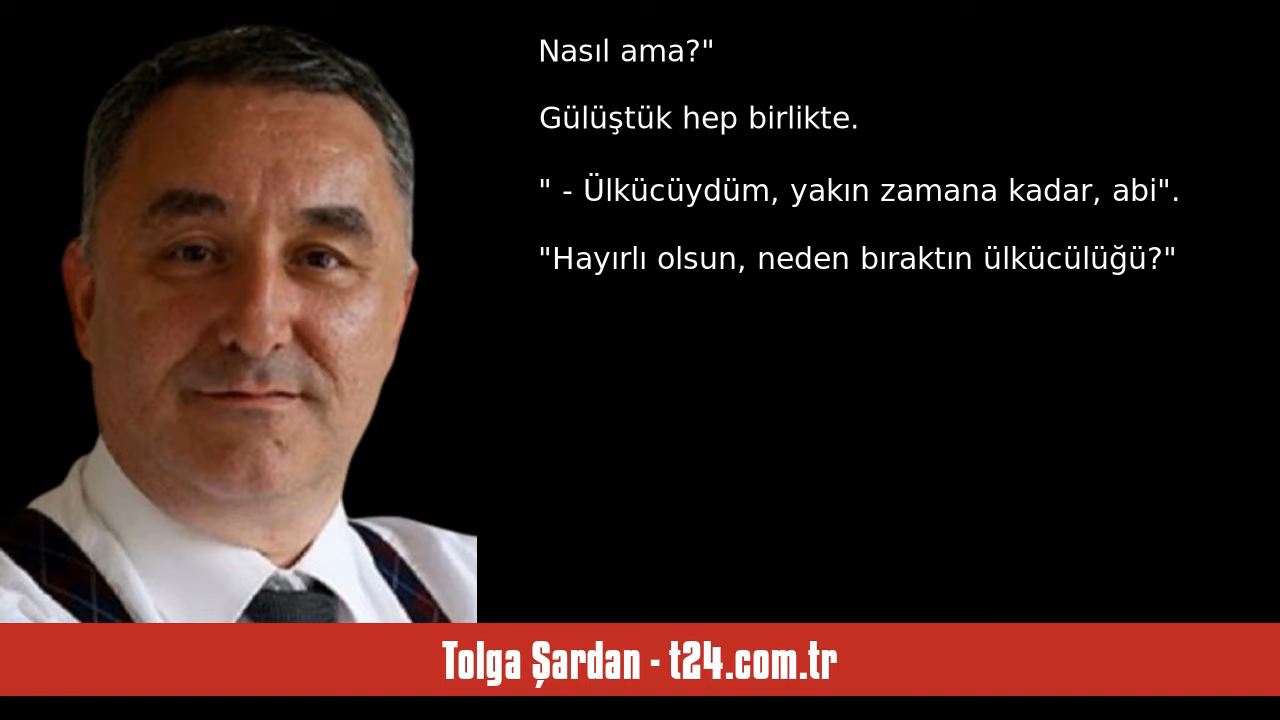 Nasıl ama?"
Gülüştük hep birlikte.
" - Ülkücüydüm, yakın zamana kadar, abi".
"Hayırlı olsun, neden bıraktın ülkücülüğü?"
Tolga Şardan - t24.com.tr